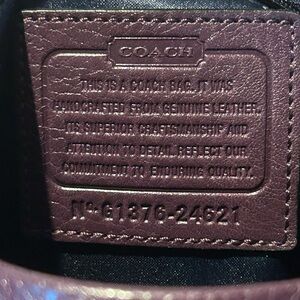 COACH
THIS IS A COACH BAG. IT WAS
HANDCRAFTED FROM GENUINE LEATHER.
ITS SUPERIOR CRAFTSMANSHIP AND
ATTENTION TO DETAIL REFLECT OUR
COMMITMENT TO ENDURING QUALITY.
No G1376-24621